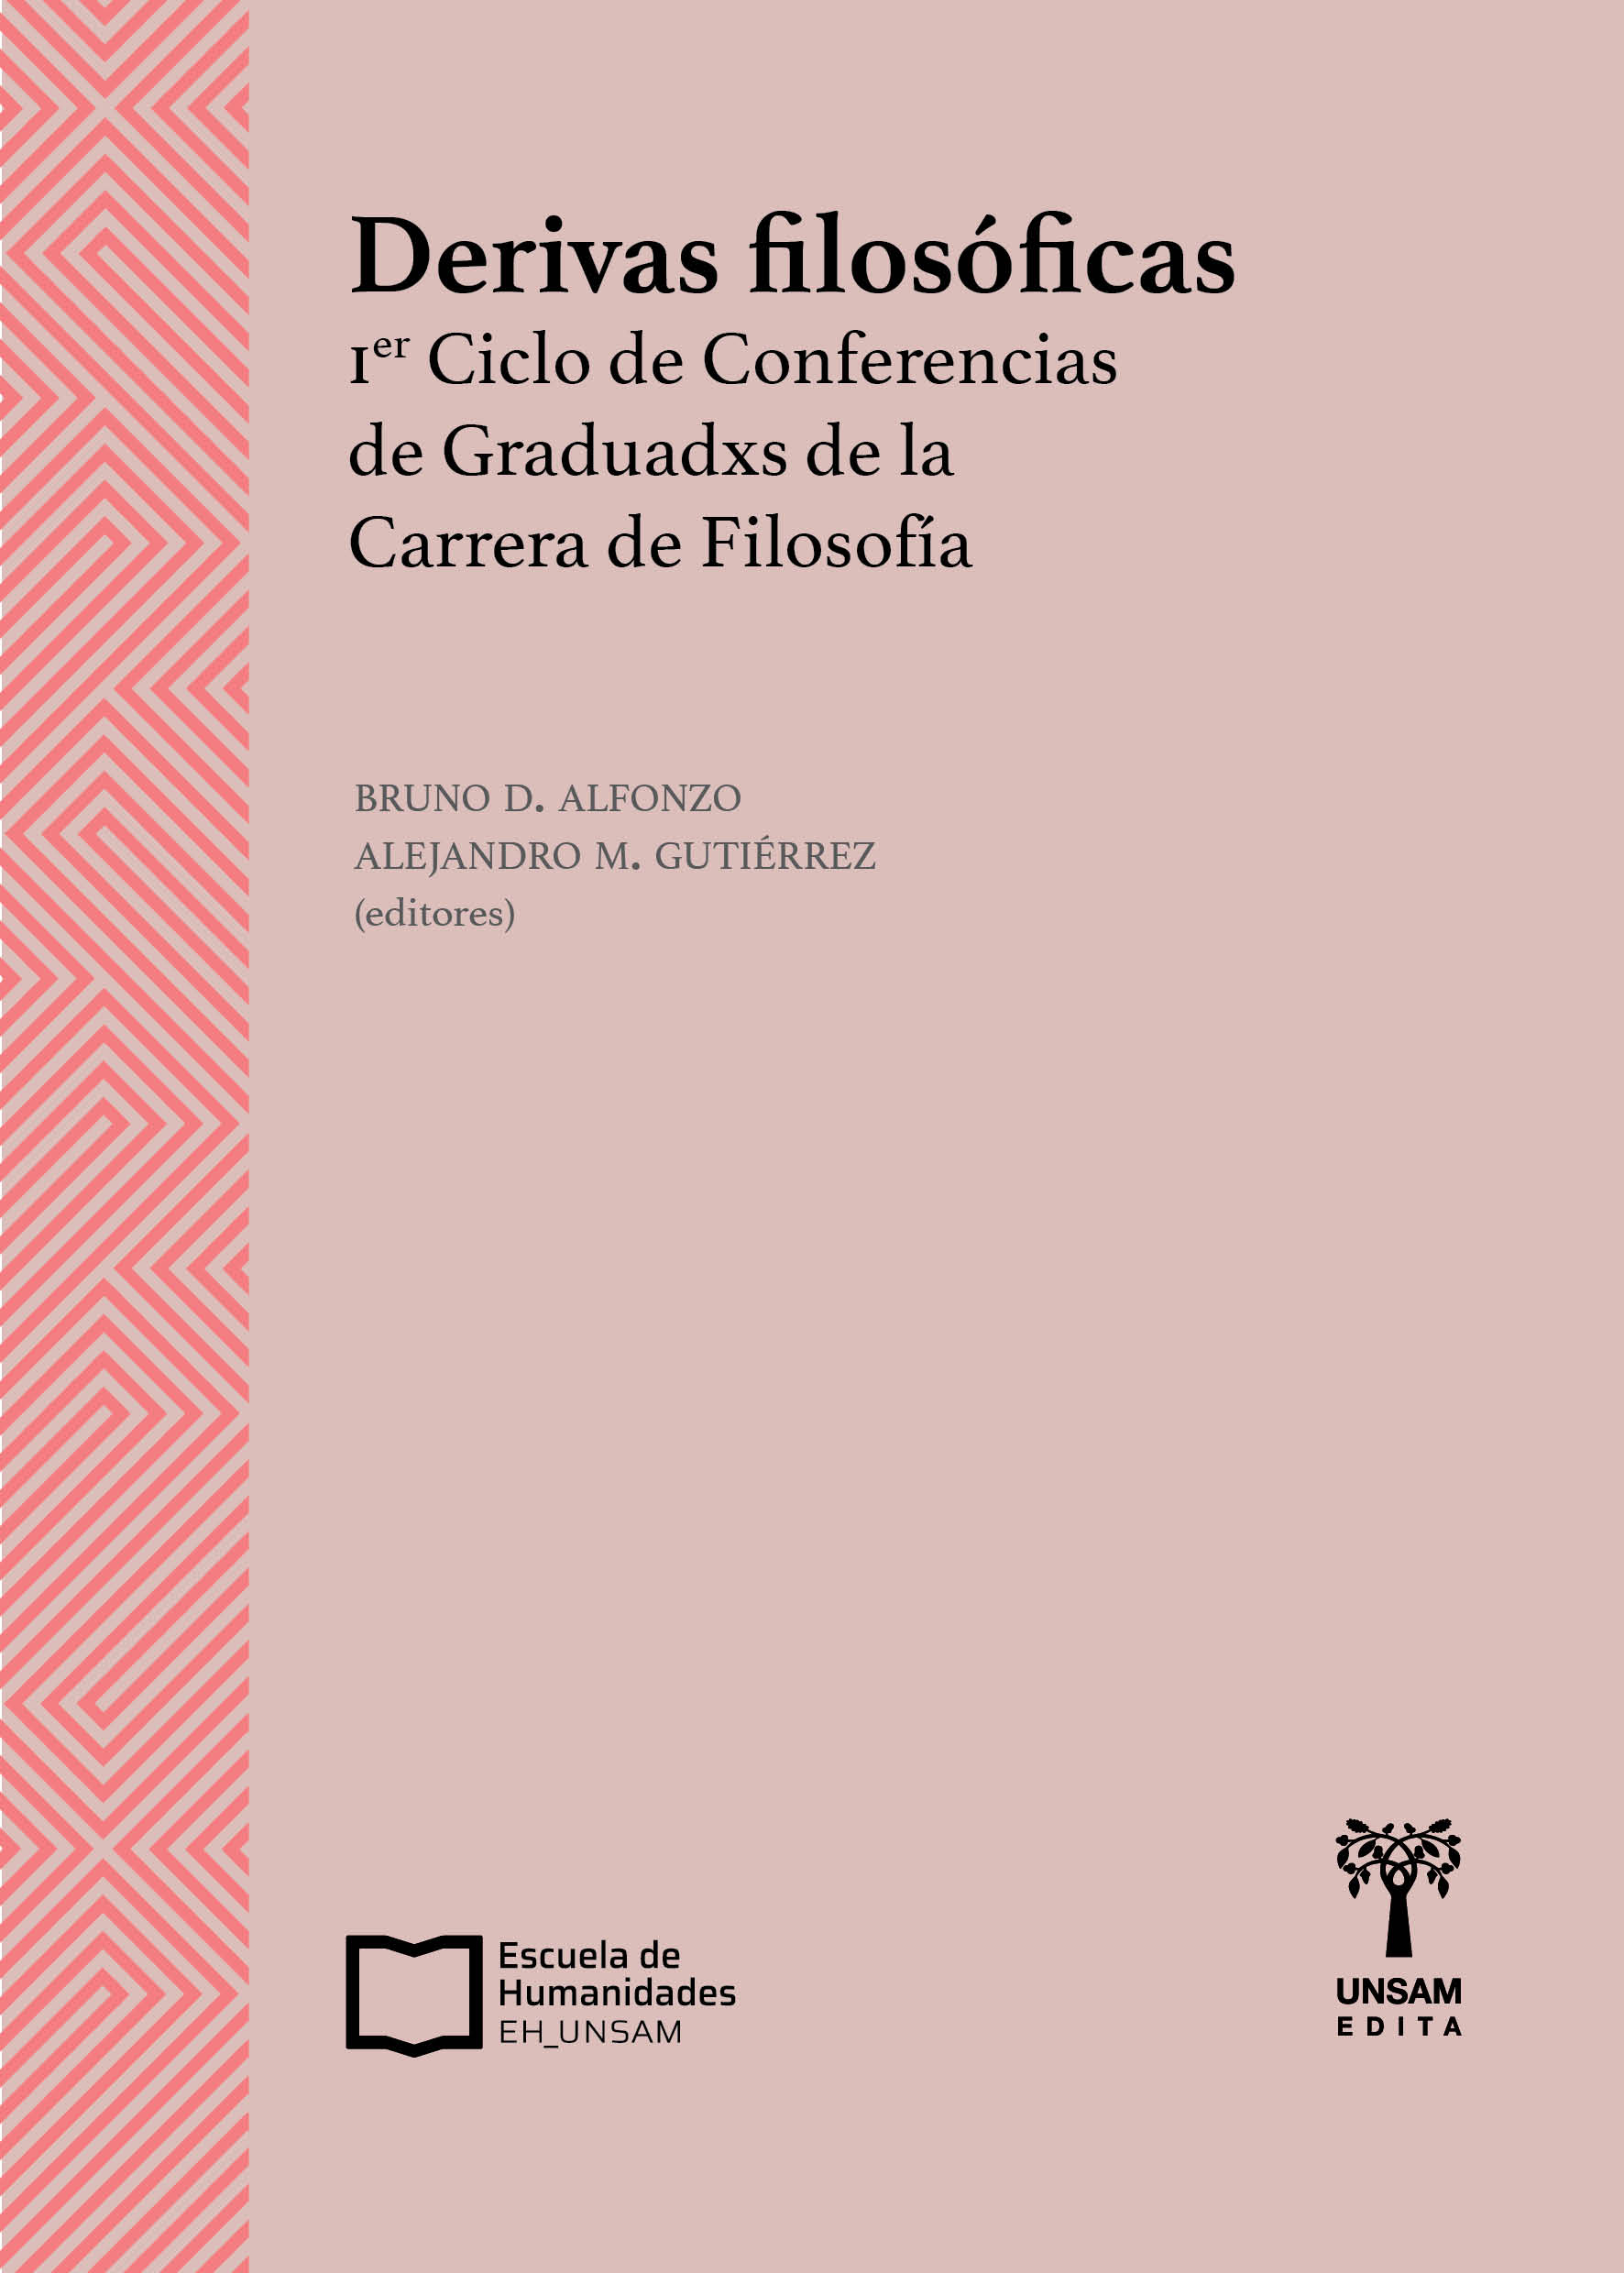 Derivas filosóficas
1er Ciclo de Conferencias
de Graduadxs de la
Carrera de Filosofía
BRUNO D. ALFONZO
ALEJANDRO M. GUTIÉRREZ
(editores)
Escuela de
Humanidades
EH_UNSAM
UNSAM
EDITA